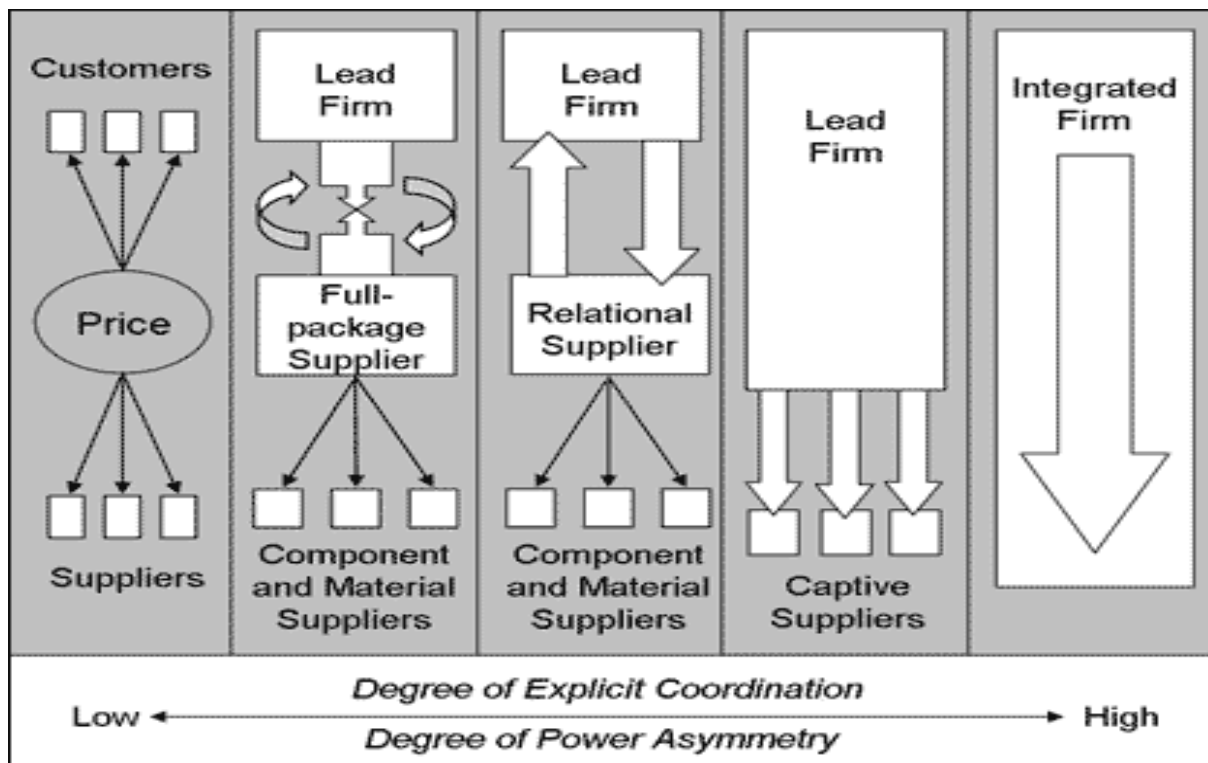 Customers
Price
Suppliers
Lead
Firm
Full-
package
Supplier
Component
and Material
Suppliers
Lead
Firm
Relational
Supplier
Component
and Material
Suppliers
Lead
Firm
Captive
Suppliers
Integrated
Firm
Degree of Explicit Coordination
Low
High
Degree of Power Asymmetry